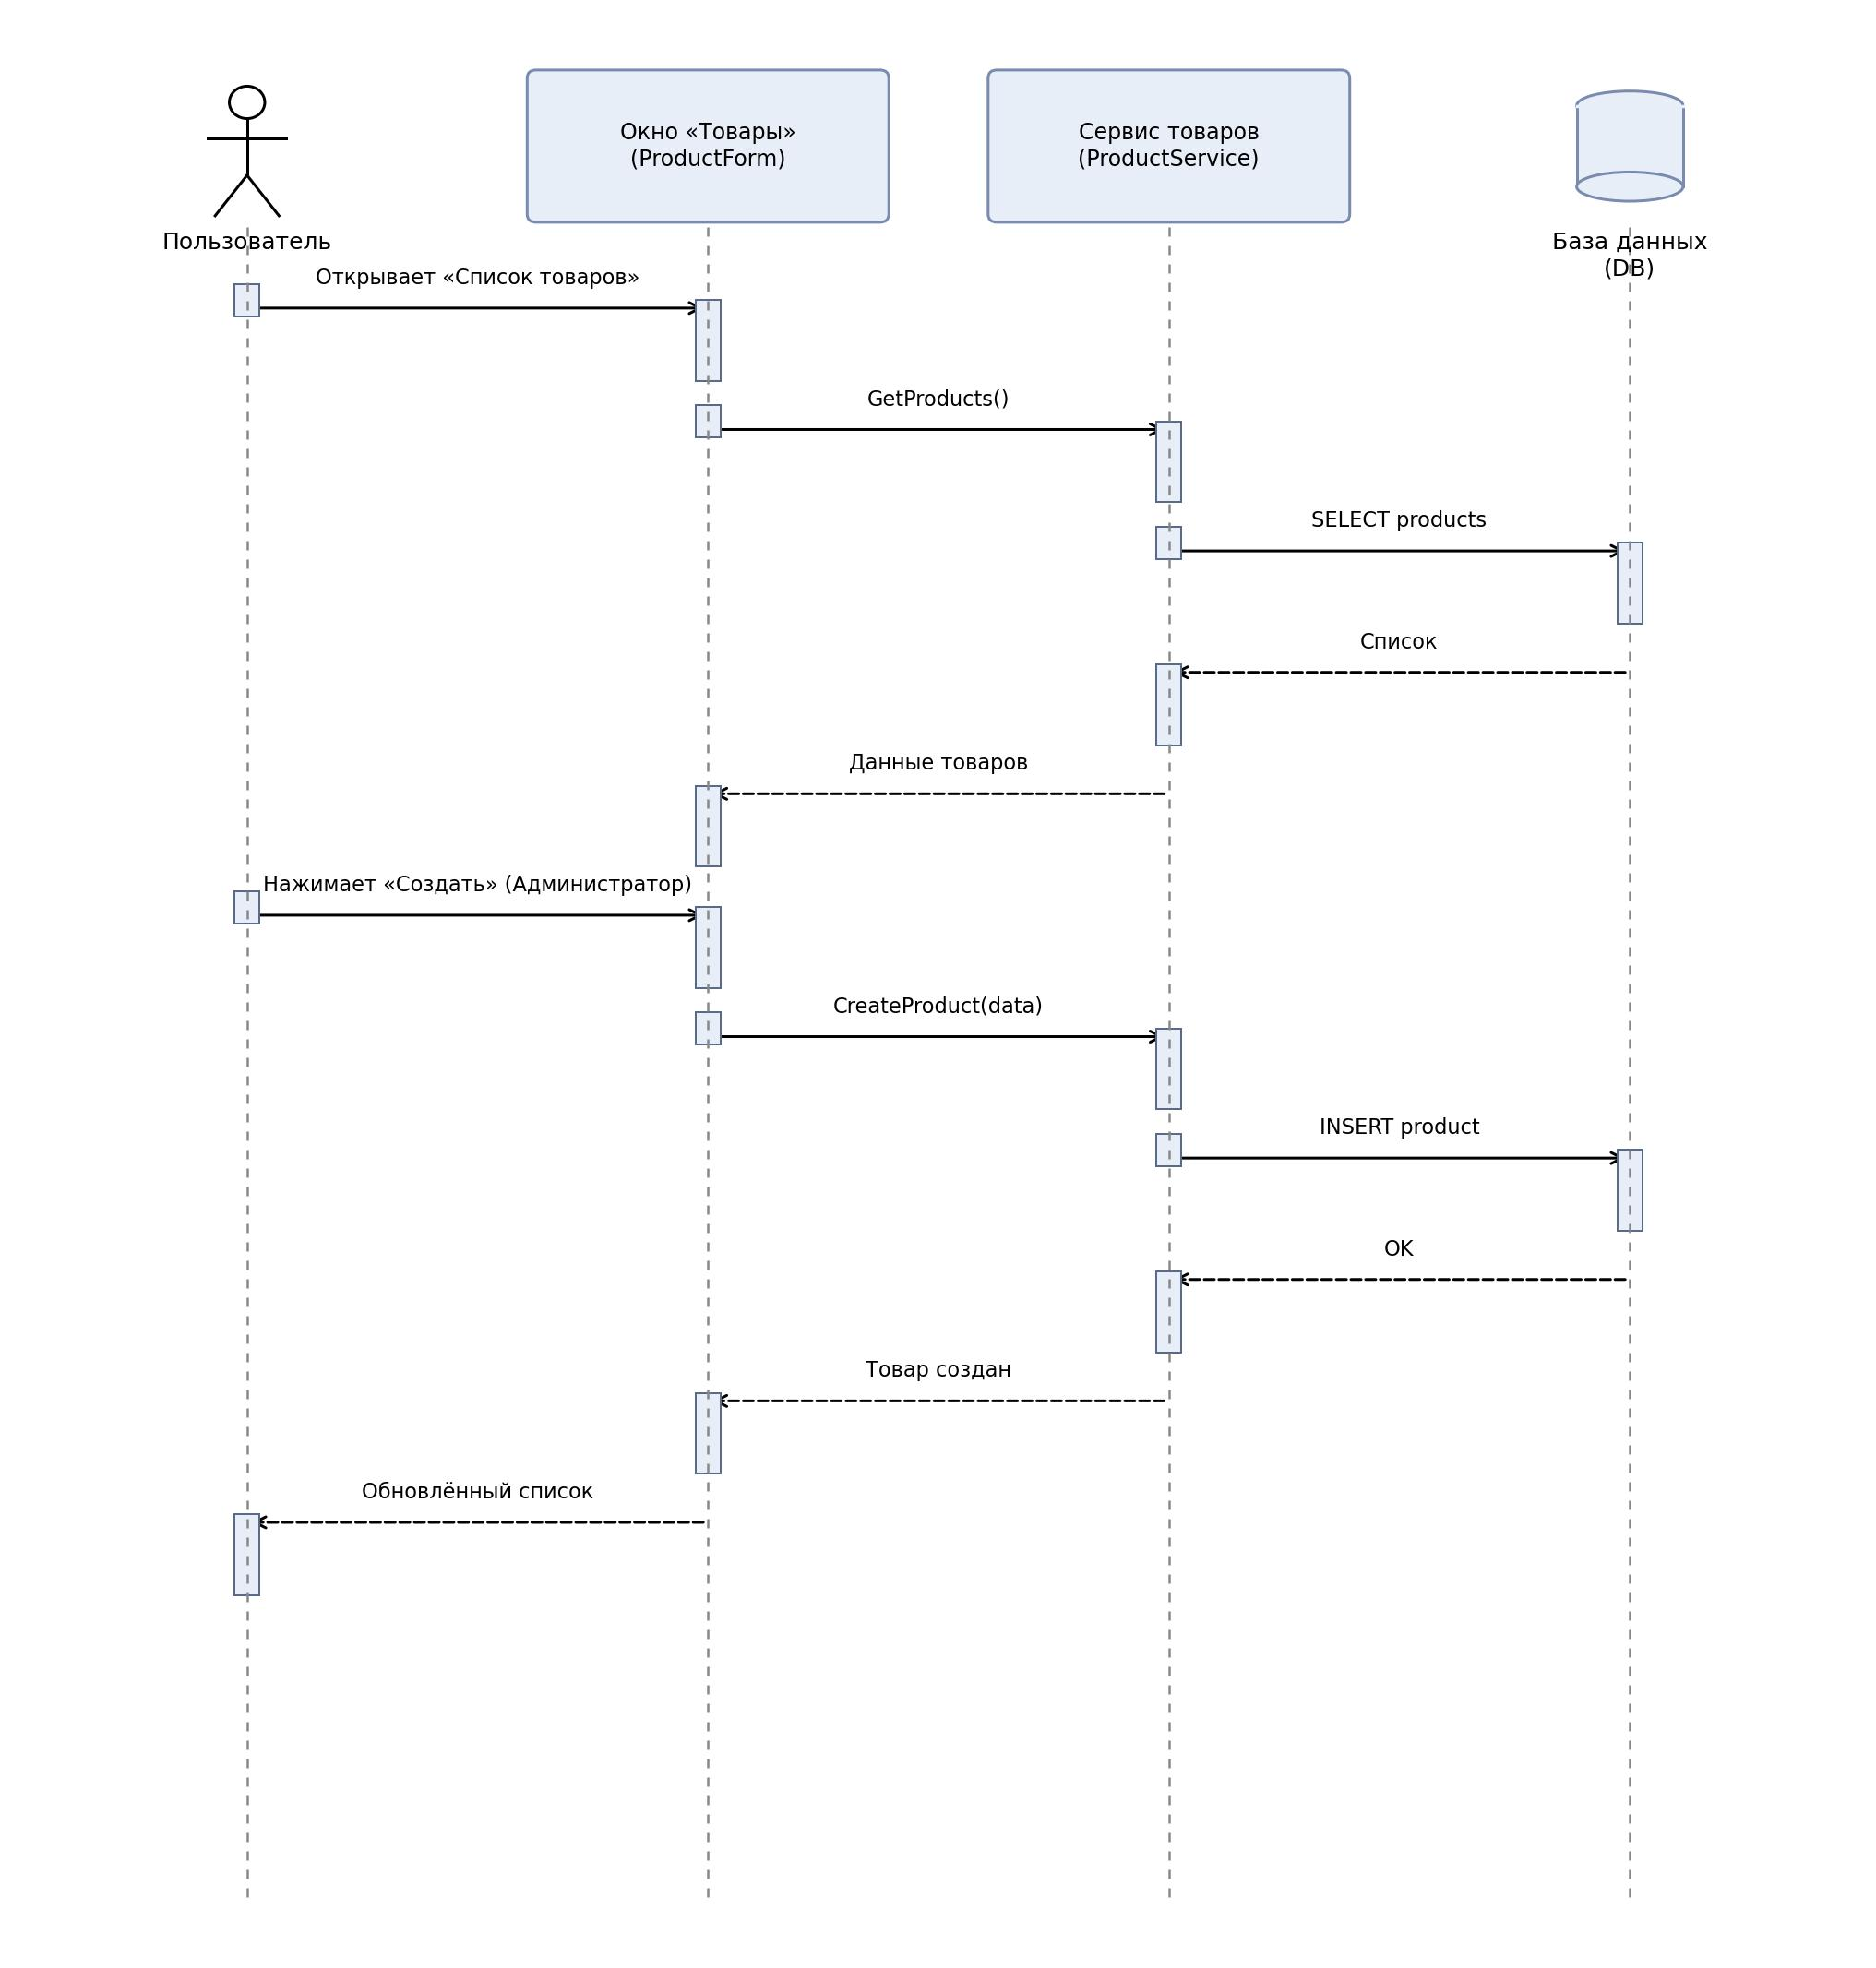 Окно «Товары»
(ProductForm)
Сервис товаров
(ProductService)
Пользователь
База данных
(DB)
Открывает «Список товаров»
GetProducts()
SELECT products
Список
Данные товаров
Нажимает «Создать» (Администратор)
CreateProduct(data)
INSERT product
OK
Товар создан
Обновлённый список